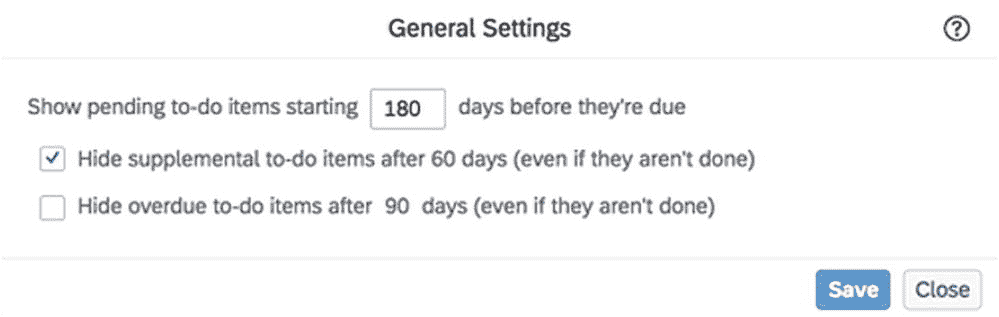 General Settings
Show pending to-do items starting 180 days before they're due
Hide supplemental to-do items after 60 days (even if they aren't done)
Hide overdue to-do items after 90 days (even if they aren't done)
Save Close